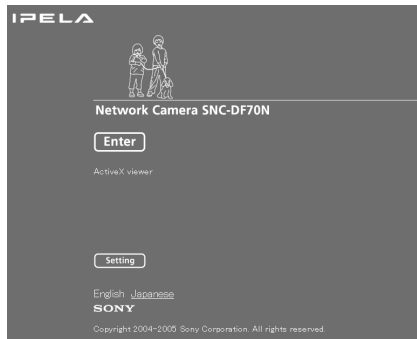 IPELA
Network Camera SNC-DF70N
Enter
ActiveX viewer
Setting
English Japanese
SONY
Copyright 2004-2005 Sony Corporation. All rights reserved.